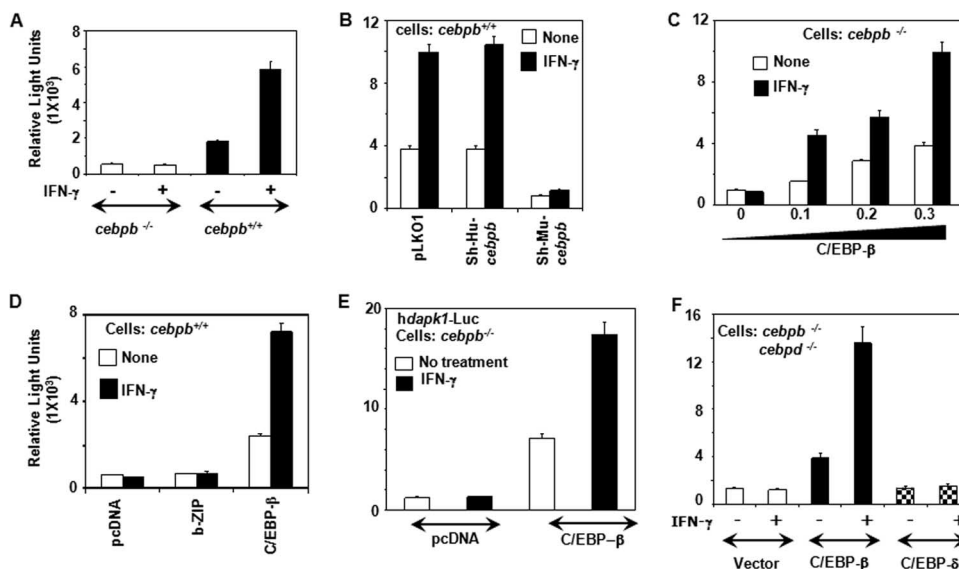 A
Relative Light Units
(1X10³)
8
6
4
2
0
IFN-γ
- + - +
cebpb -/-
cebpb+/+
B
12
8
4
0
cells: cebpb+/+
None
IFN-γ
pLKO1
Sh-Hu-
cebpb
Sh-Mu-
cebpb
C
12
8
4
0
Cells: cebpb -/-
None
IFN-γ
0 0.1 0.2 0.3
C/EBP-β
D
Relative Light Units
(1X10³)
8
6
4
2
0
Cells: cebpb+/+
None
IFN-γ
pcDNA
b-ZIP
C/EBP-β
E
20
10
0
hdapk1-Luc
Cells: cebpb-/-
No treatment
IFN-γ
pcDNA
C/EBP–β
F
16
12
8
4
0
Cells: cebpb -/-
cebpd -/-
IFN-γ
- + - + - +
Vector
C/EBP-β
C/EBP-δ